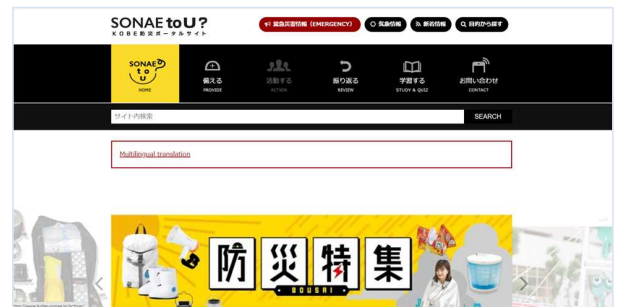 SONAE toU?
KOBE防災ポータルサイト
緊急災害情報（EMERGENCY）
気象情報
新着情報
目的から探す
SONAE
to
U
?
HOME
備える
PROVIDE
活動する
ACTION
振り返る
REVIEW
学習する
STUDY & QUIZ
お問い合わせ
CONTACT
サイト内検索
SEARCH
Multilingual translation
防災特集
BOUSAI